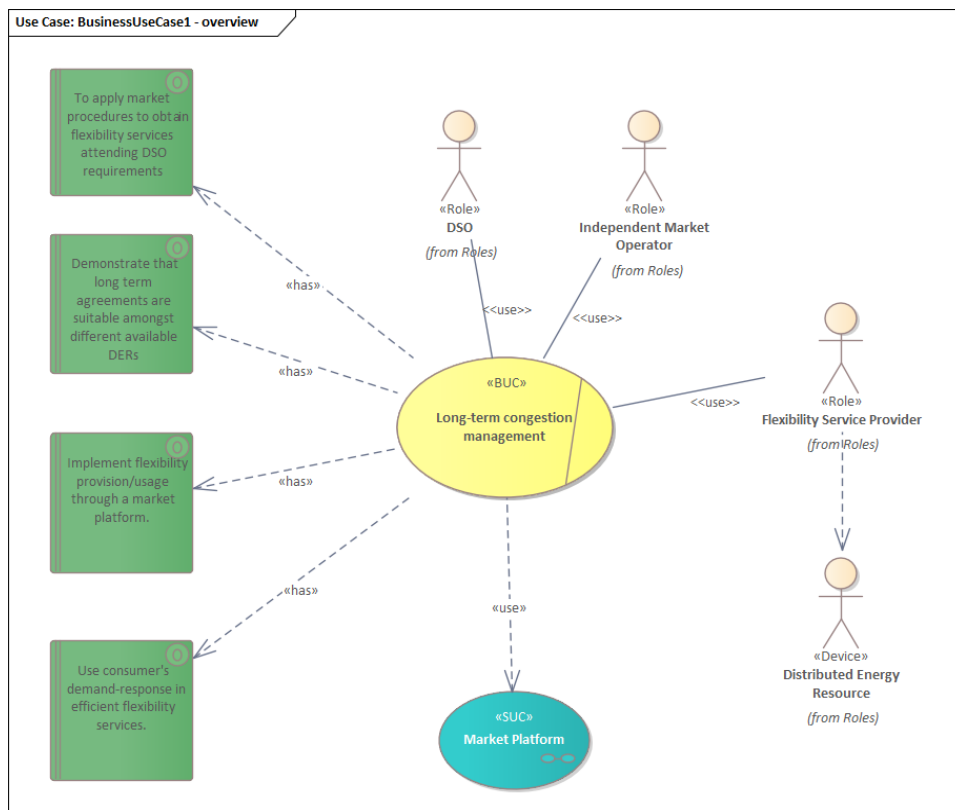 Use Case: BusinessUseCase1 - overview
To apply market
procedures to obtain
flexibility services
attending DSO
requirements
Demonstrate that
long term
agreements are
suitable amongst
different available
DERs
Implement flexibility
provision/usage
through a market
platform.
Use consumer's
demand-response in
efficient flexibility
services.
«has»
«has»
«has»
«has»
«Role»
DSO
(from Roles)
«Role»
Independent Market
Operator
(from Roles)
<<use>>
<<use>>
«BUC»
Long-term congestion
management
<<use>>
«Role»
Flexibility Service Provider
(from Roles)
«use»
«SUC»
Market Platform
«Device»
Distributed Energy
Resource
(from Roles)